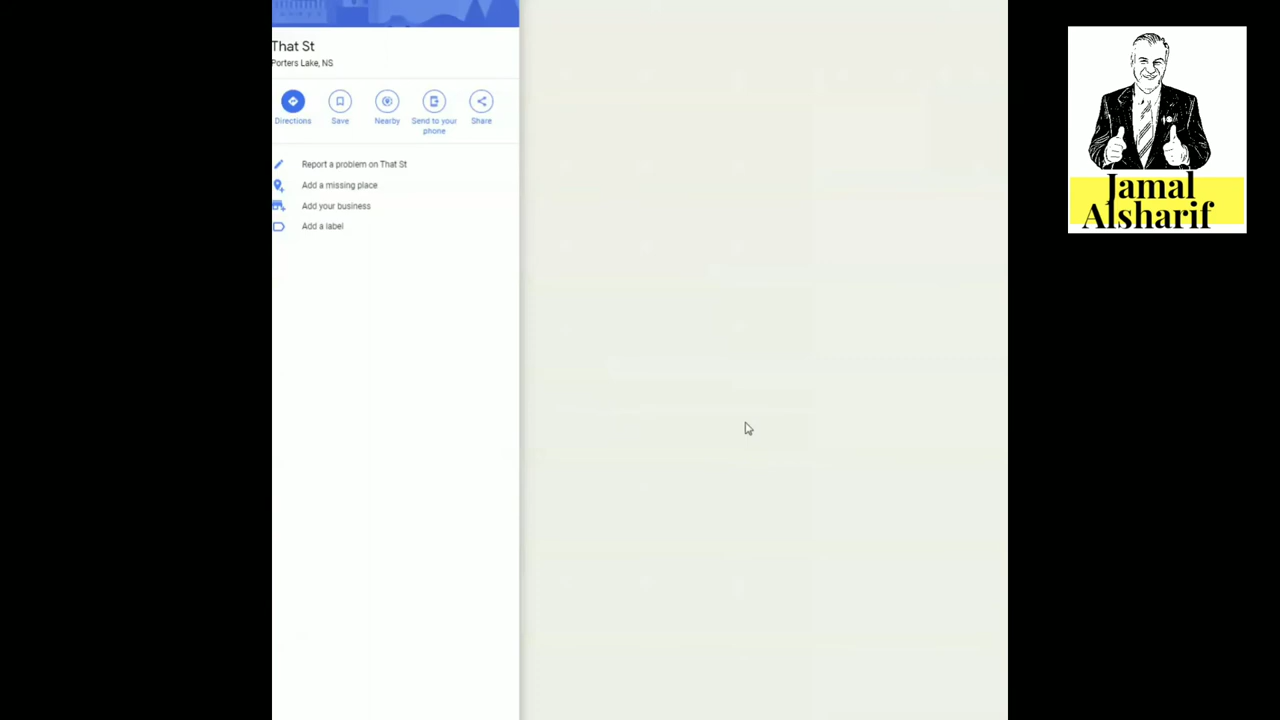 That St
Porters Lake, NS
Directions
Save
Nearby
Send to your
phone
Share
Report a problem on That St
Add a missing place
Add your business
Add a label
Jamal
Alsharif